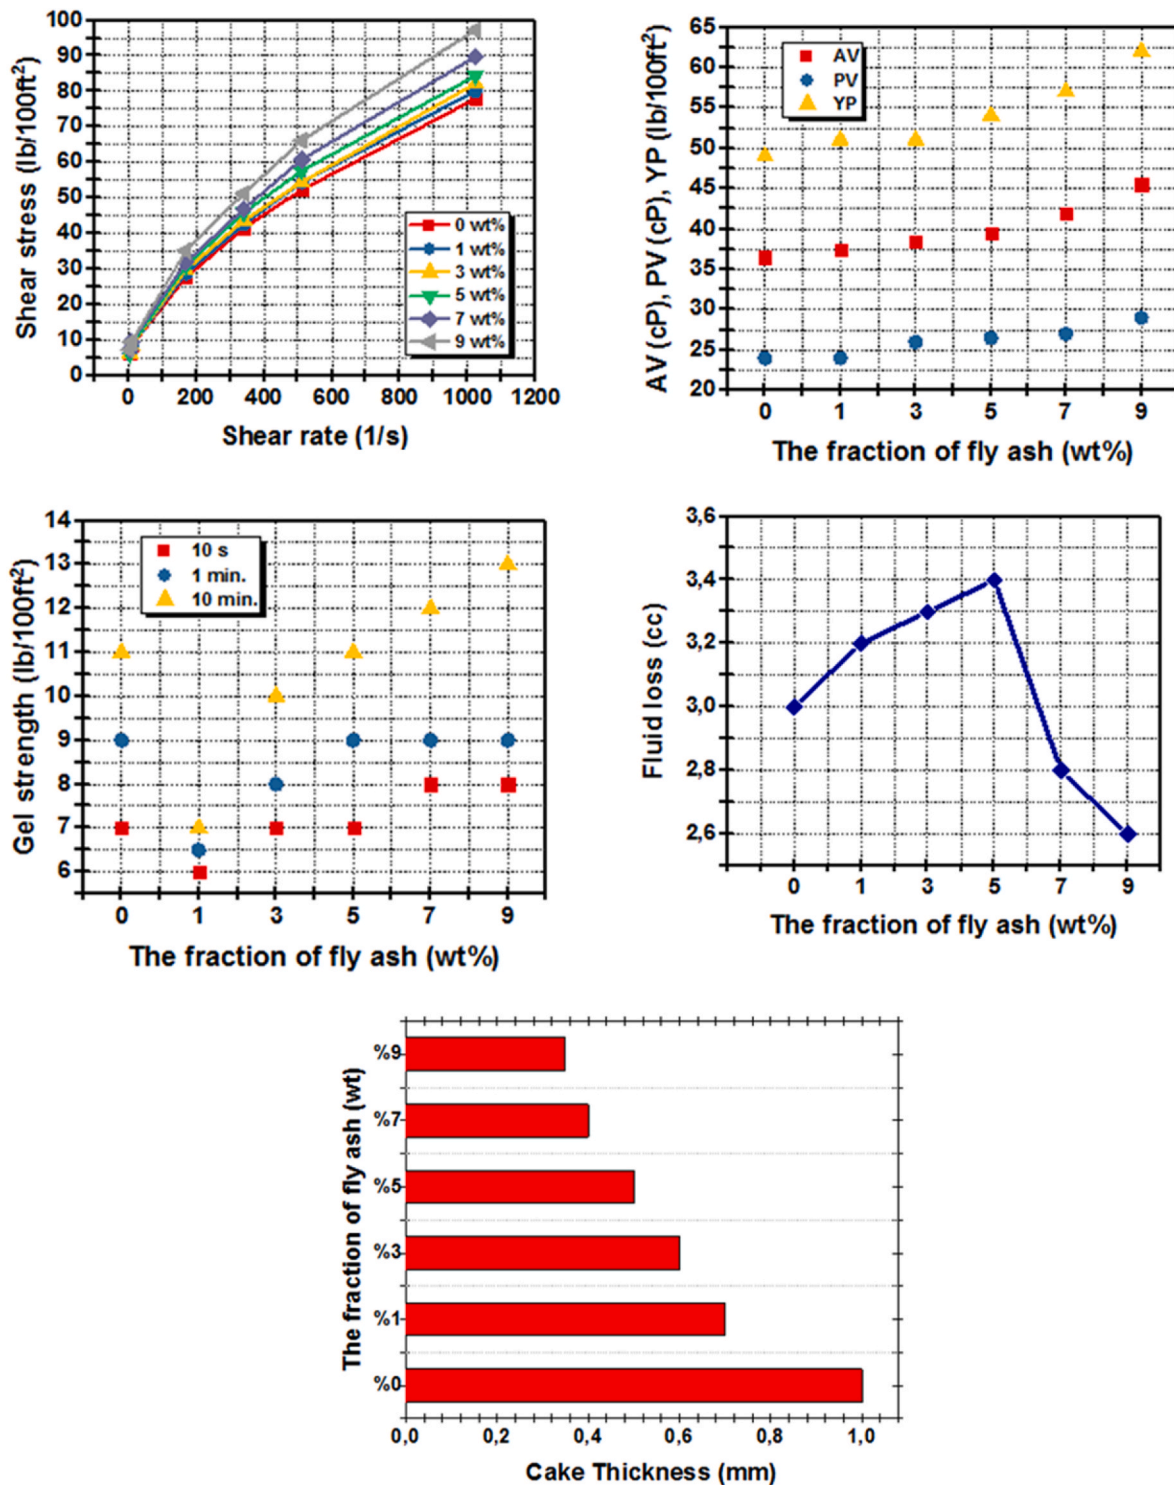 100
90
80
70
60
50
40
30
20
10
0
Shear stress (lb/100ft²)
0 wt%
1 wt%
3 wt%
5 wt%
7 wt%
9 wt%
0 200 400 600 800 1000 1200
Shear rate (1/s)
65
60
55
50
45
40
35
30
25
20
AV (cP), PV (cP), YP (lb/100ft²)
AV
PV
YP
0 1 3 5 7 9
The fraction of fly ash (wt%)
14
13
12
11
10
9
8
7
6
Gel strength (lb/100ft²)
10 s
1 min.
10 min.
0 1 3 5 7 9
The fraction of fly ash (wt%)
3,6
3,4
3,2
3,0
2,8
2,6
Fluid loss (cc)
0 1 3 5 7 9
The fraction of fly ash (wt%)
%9
%7
%5
%3
%1
%0
The fraction of fly ash (wt)
0,0 0,2 0,4 0,6 0,8 1,0
Cake Thickness (mm)